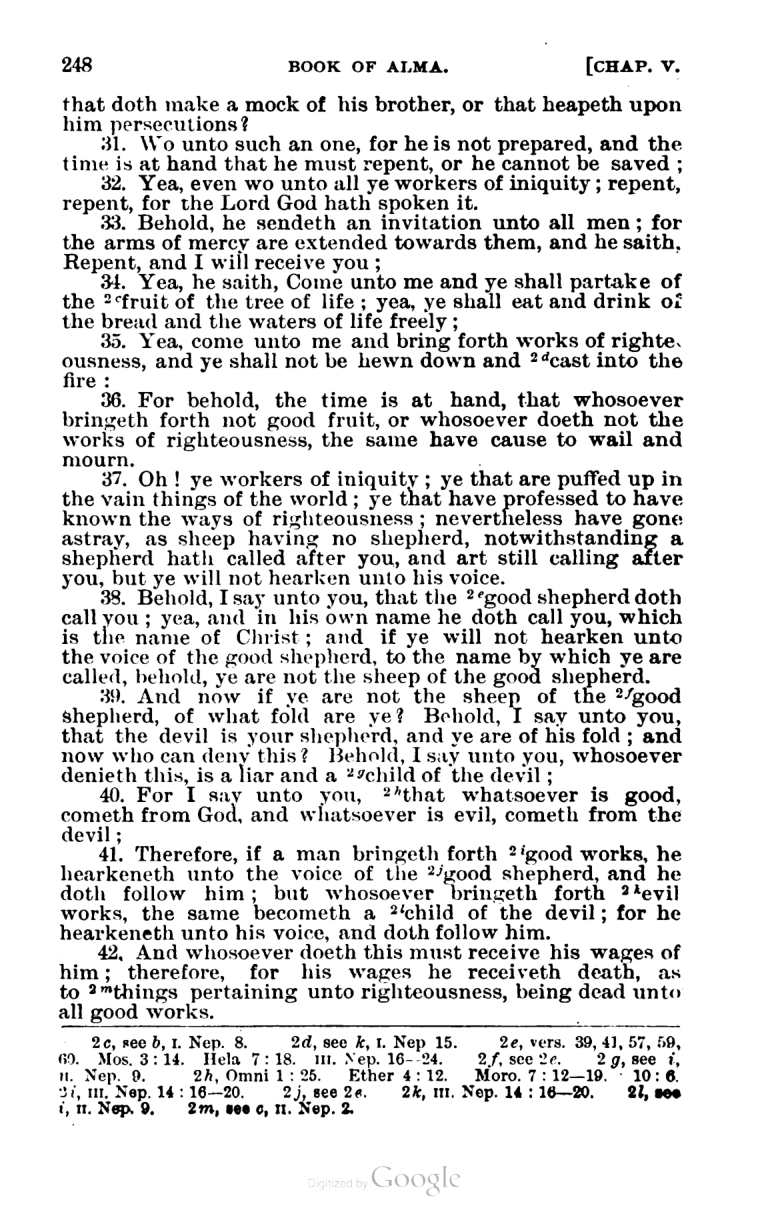 248 BOOK OF ALMA. [CHAP. V.
that doth make a mock of his brother, or that heapeth upon
him persecutions?
31. Wo unto such an one, for he is not prepared, and the
time is at hand that he must repent, or he cannot be saved ;
32. Yea, even wo unto all ye workers of iniquity ; repent,
repent, for the Lord God hath spoken it.
33. Behold, he sendeth an invitation unto all men ; for
the arms of mercy are extended towards them, and he saith,
Repent, and I will receive you ;
34. Yea, he saith, Come unto me and ye shall partake of
the ²ᶜfruit of the tree of life ; yea, ye shall eat and drink of
the bread and the waters of life freely ;
35. Yea, come unto me and bring forth works of righte-
ousness, and ye shall not be hewn down and ²ᵈcast into the
fire :
36. For behold, the time is at hand, that whosoever
bringeth forth not good fruit, or whosoever doeth not the
works of righteousness, the same have cause to wail and
mourn.
37. Oh ! ye workers of iniquity ; ye that are puffed up in
the vain things of the world ; ye that have professed to have
known the ways of righteousness ; nevertheless have gone
astray, as sheep having no shepherd, notwithstanding a
shepherd hath called after you, and art still calling after
you, but ye will not hearken unto his voice.
38. Behold, I say unto you, that the ²ᵉgood shepherd doth
call you ; yea, and in his own name he doth call you, which
is the name of Christ ; and if ye will not hearken unto
the voice of the good shepherd, to the name by which ye are
called, behold, ye are not the sheep of the good shepherd.
39. And now if ye are not the sheep of the ²ᶠgood
shepherd, of what fold are ye? Behold, I say unto you,
that the devil is your shepherd, and ye are of his fold ; and
now who can deny this? Behold, I say unto you, whosoever
denieth this, is a liar and a ²ᵍchild of the devil ;
40. For I say unto you, ²ʰthat whatsoever is good,
cometh from God, and whatsoever is evil, cometh from the
devil ;
41. Therefore, if a man bringeth forth ²ⁱgood works, he
hearkeneth unto the voice of the ²ʲgood shepherd, and he
doth follow him ; but whosoever bringeth forth ²ᵏevil
works, the same becometh a ²ˡchild of the devil ; for he
hearkeneth unto his voice, and doth follow him.
42. And whosoever doeth this must receive his wages of
him ; therefore, for his wages he receiveth death, as
to ²ᵐthings pertaining unto righteousness, being dead unto
all good works.
2c, see b, I. Nep. 8. 2d, see k, I. Nep 15. 2e, vers. 39, 41, 57, 59,
60. Mos. 3 : 14. Hela 7 : 18. III. Nep. 16--24. 2f, see 2e. 2g, see i,
II. Nep. 9. 2h, Omni 1 : 25. Ether 4 : 12. Moro. 7 : 12—19. 10 : 6.
2i, III. Nep. 14 : 16—20. 2j, see 2e. 2k, III. Nep. 14 : 16—20. 2l, see
i, II. Nep. 9. 2m, see c, II. Nep. 2.
Digitized by Google